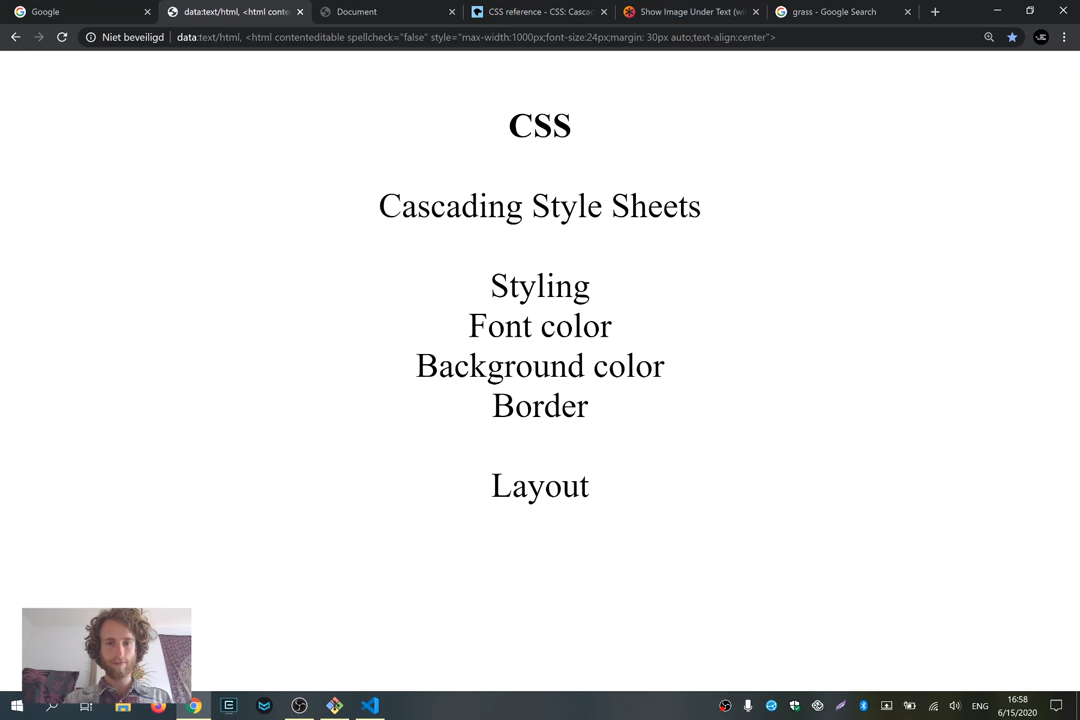 Google
data:text/html, <html conte
Document
CSS reference - CSS: Casca
Show Image Under Text (wi
grass - Google Search
Niet beveiligd
data:text/html, <html contenteditable spellcheck="false" style="max-width:1000px;font-size:24px;margin: 30px auto;text-align:center">
CSS
Cascading Style Sheets
Styling
Font color
Background color
Border
Layout
ENG
16:58
6/15/2020